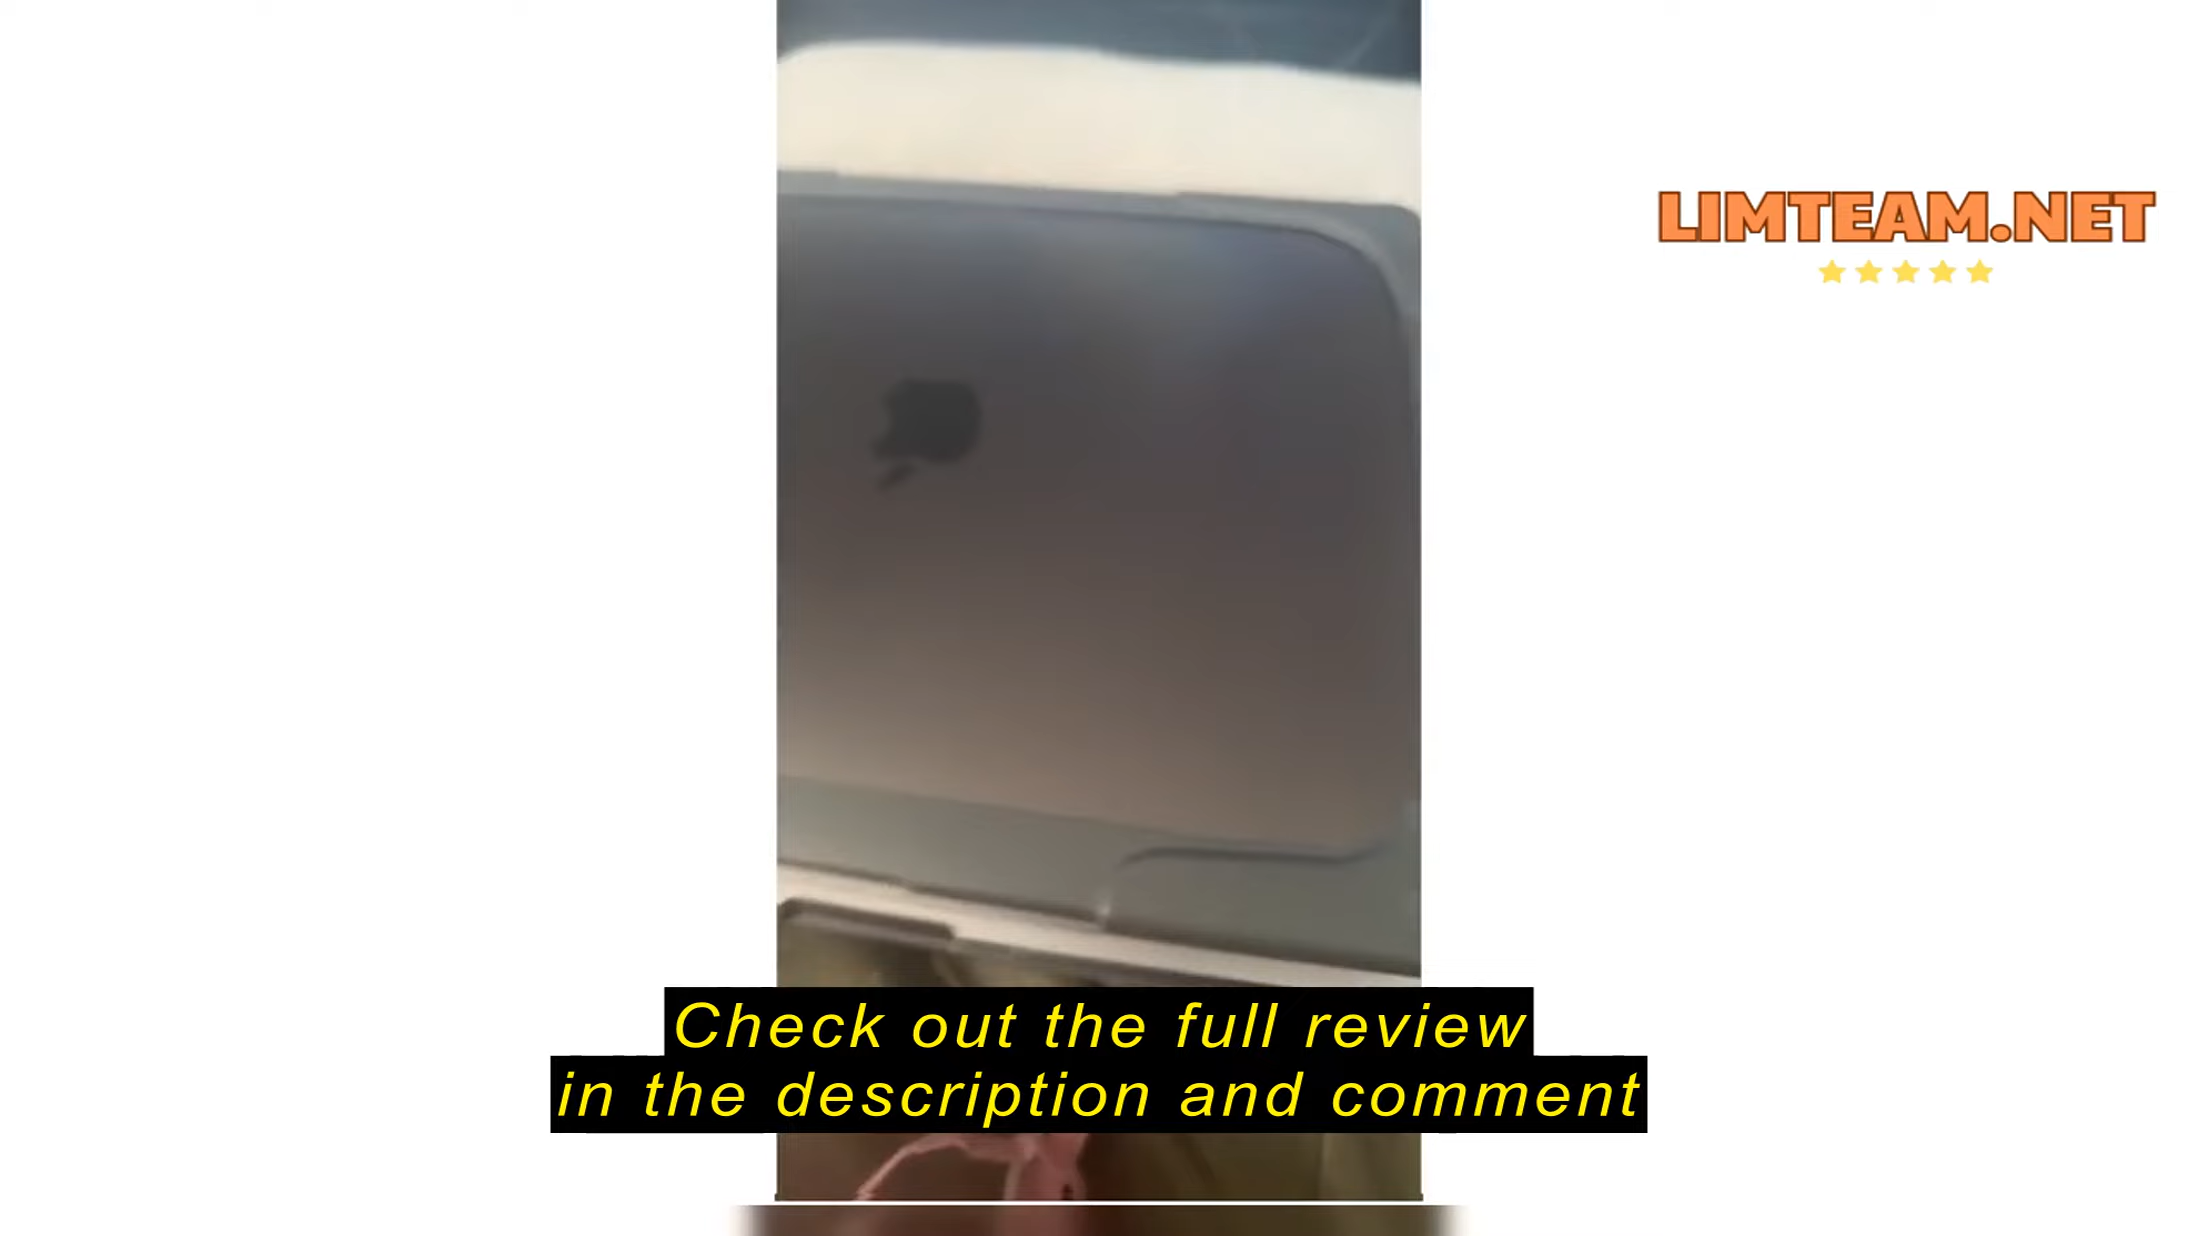 LIMTEAM.NET
Check out the full review
in the description and comment